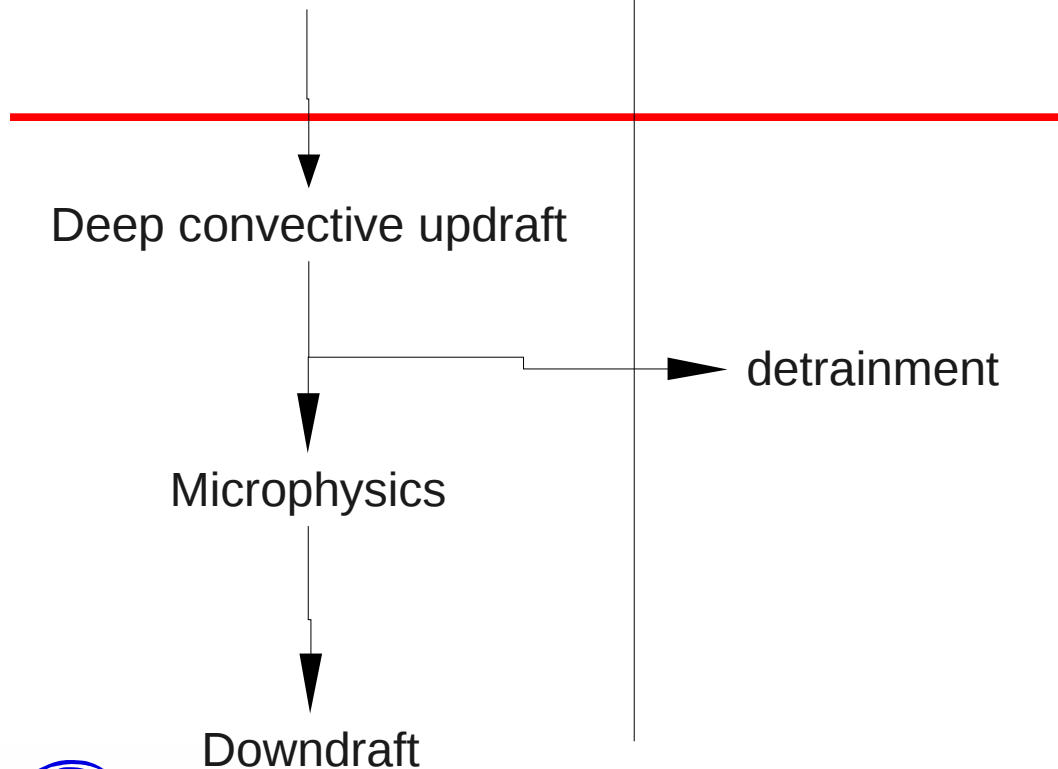 Deep convective updraft
detrainment
Microphysics
Downdraft